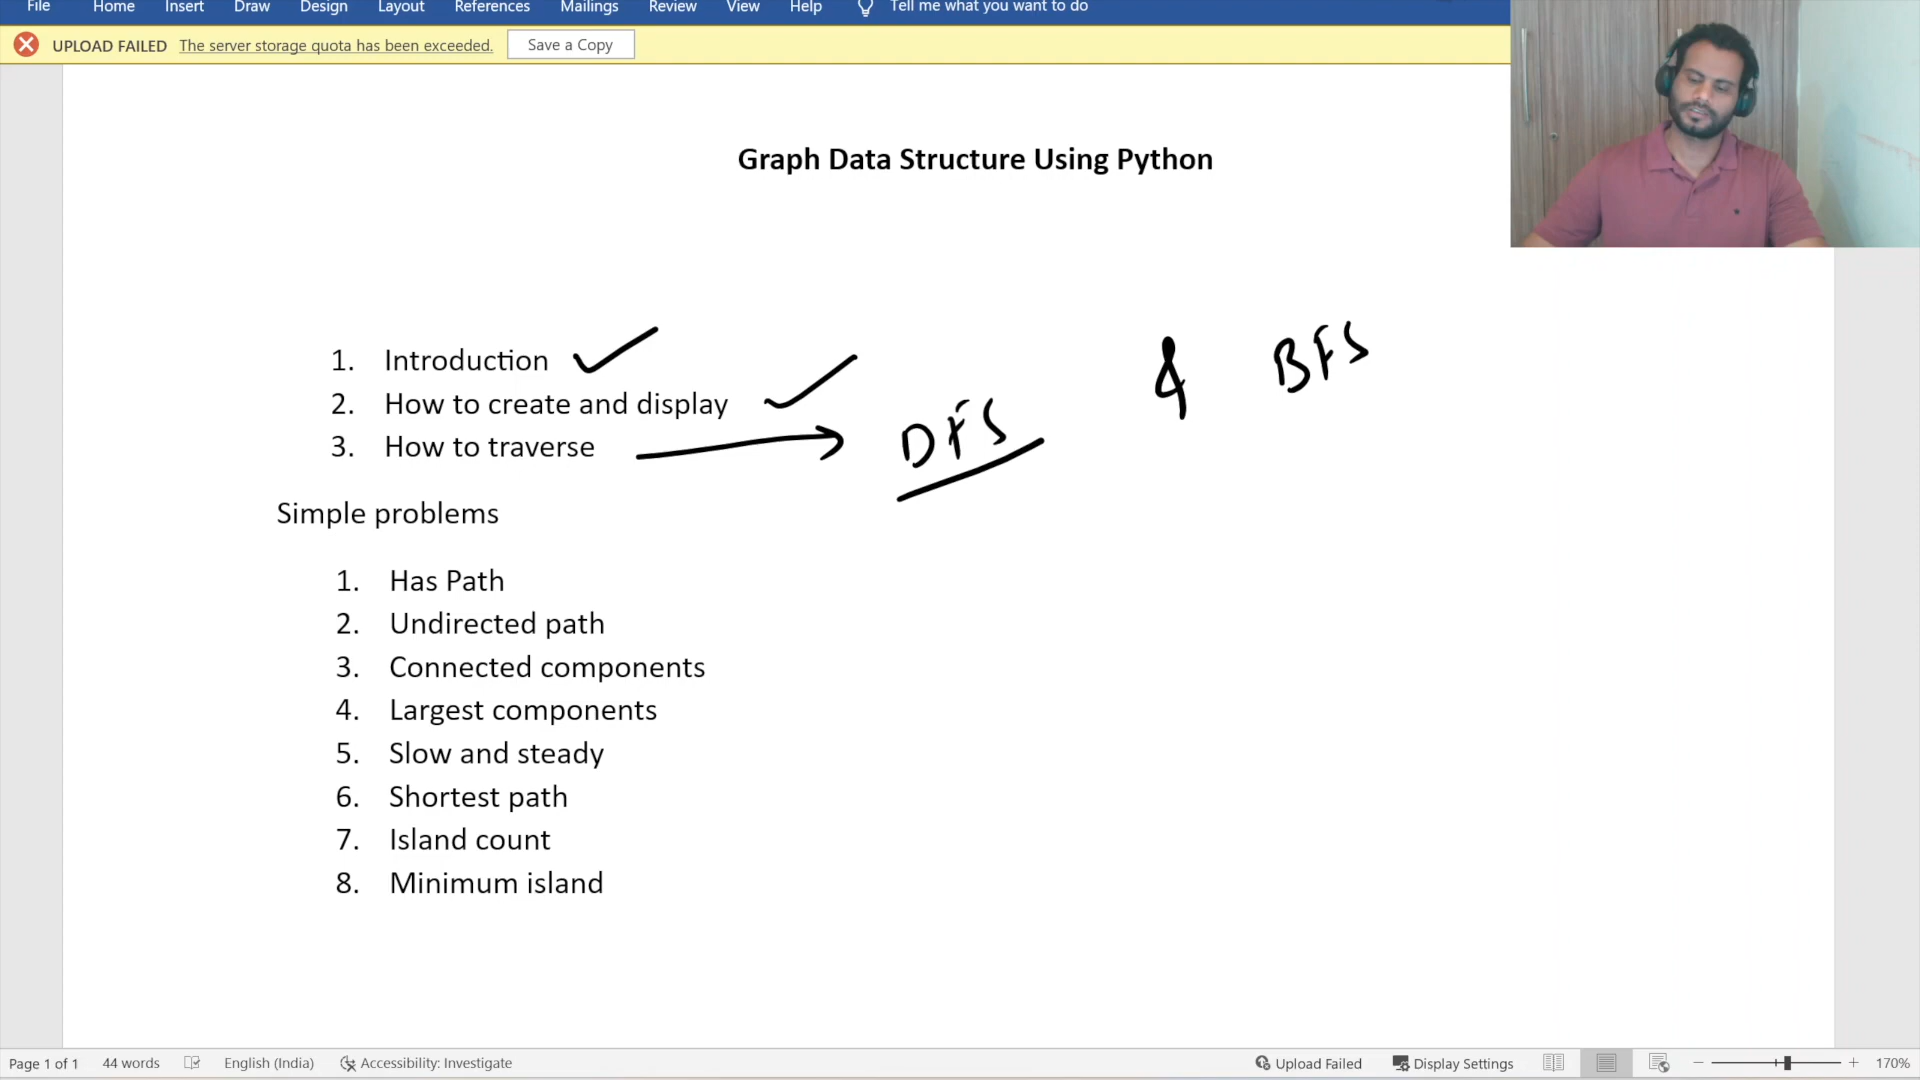 File Home Insert Draw Design Layout References Mailings Review View Help Tell me what you want to do
UPLOAD FAILED The server storage quota has been exceeded. Save a Copy
Graph Data Structure Using Python
1. Introduction
2. How to create and display
3. How to traverse
DFS & BFS
Simple problems
1. Has Path
2. Undirected path
3. Connected components
4. Largest components
5. Slow and steady
6. Shortest path
7. Island count
8. Minimum island
Page 1 of 1 44 words English (India) Accessibility: Investigate Upload Failed Display Settings 170%